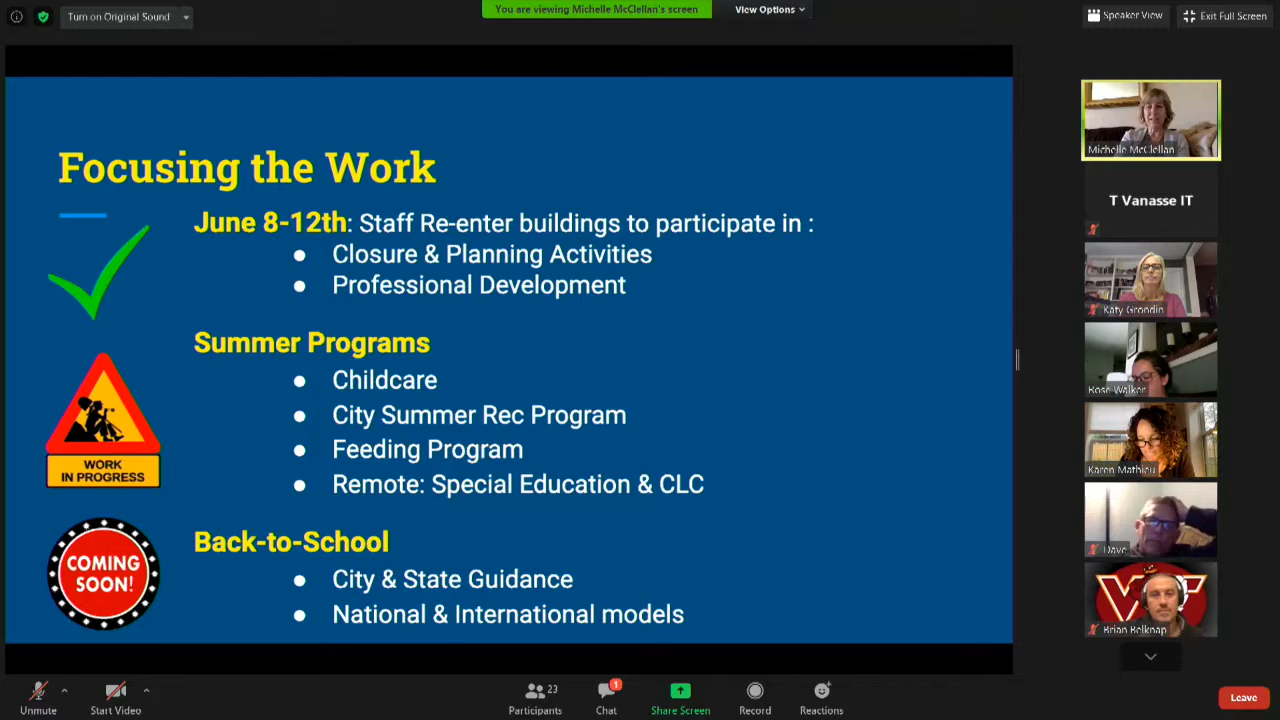 Turn on Original Sound
You are viewing Michelle McClellan's screen
View Options
Speaker View
Exit Full Screen
Focusing the Work
June 8-12th: Staff Re-enter buildings to participate in :
● Closure & Planning Activities
● Professional Development
Summer Programs
● Childcare
● City Summer Rec Program
● Feeding Program
● Remote: Special Education & CLC
WORK
IN PROGRESS
Back-to-School
● City & State Guidance
● National & International models
COMING
SOON!
Michelle McClellan
T Vanasse IT
Katy Grondin
Rose Walker
Karen Mathieu
Dave
Brian Belknap
Unmute
Start Video
23
Participants
1
Chat
Share Screen
Record
Reactions
Leave